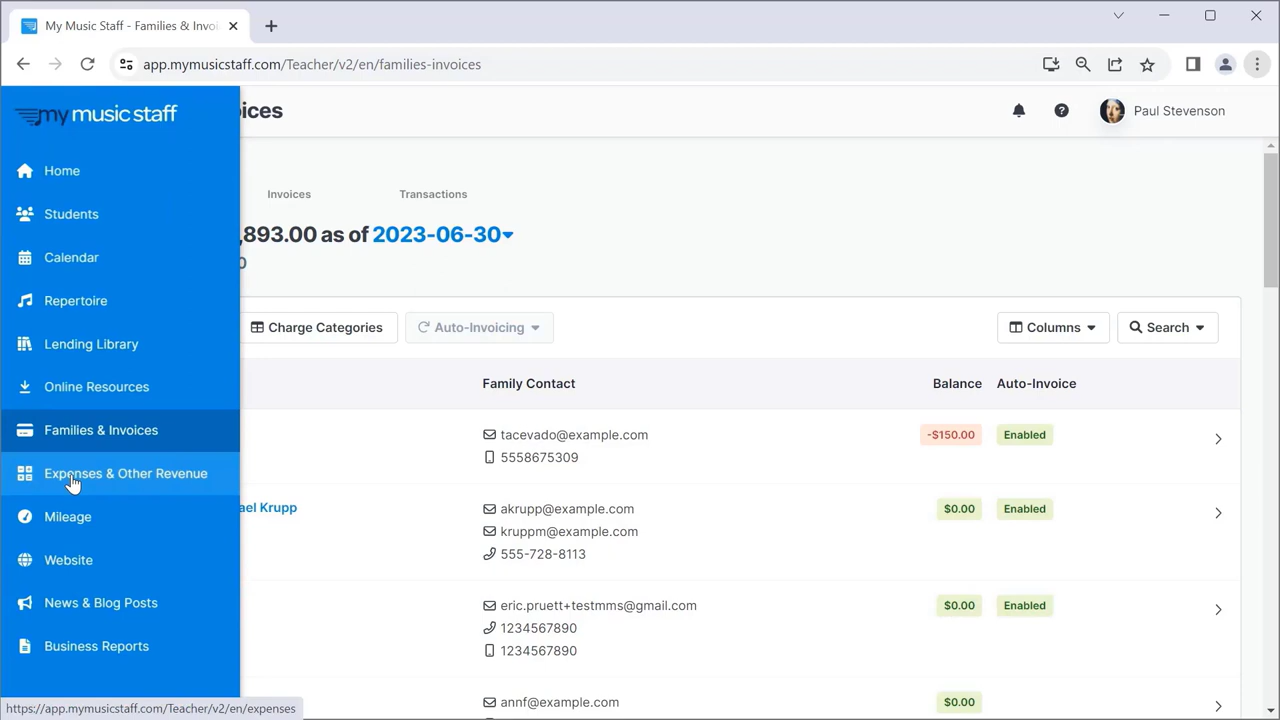 My Music Staff - Families & Invoi
app.mymusicstaff.com/Teacher/v2/en/families-invoices
my music staff
oices
Paul Stevenson
Home
Students
Calendar
Repertoire
Lending Library
Online Resources
Families & Invoices
Expenses & Other Revenue
Mileage
Website
News & Blog Posts
Business Reports
Invoices
Transactions
,893.00 as of 2023-06-30
0
Charge Categories
Auto-Invoicing
Columns
Search
Family Contact
Balance
Auto-Invoice
tacevado@example.com
5558675309
-$150.00
Enabled
ael Krupp
akrupp@example.com
kruppm@example.com
555-728-8113
$0.00
Enabled
eric.pruett+testmms@gmail.com
1234567890
1234567890
$0.00
Enabled
annf@example.com
$0.00
https://app.mymusicstaff.com/Teacher/v2/en/expenses